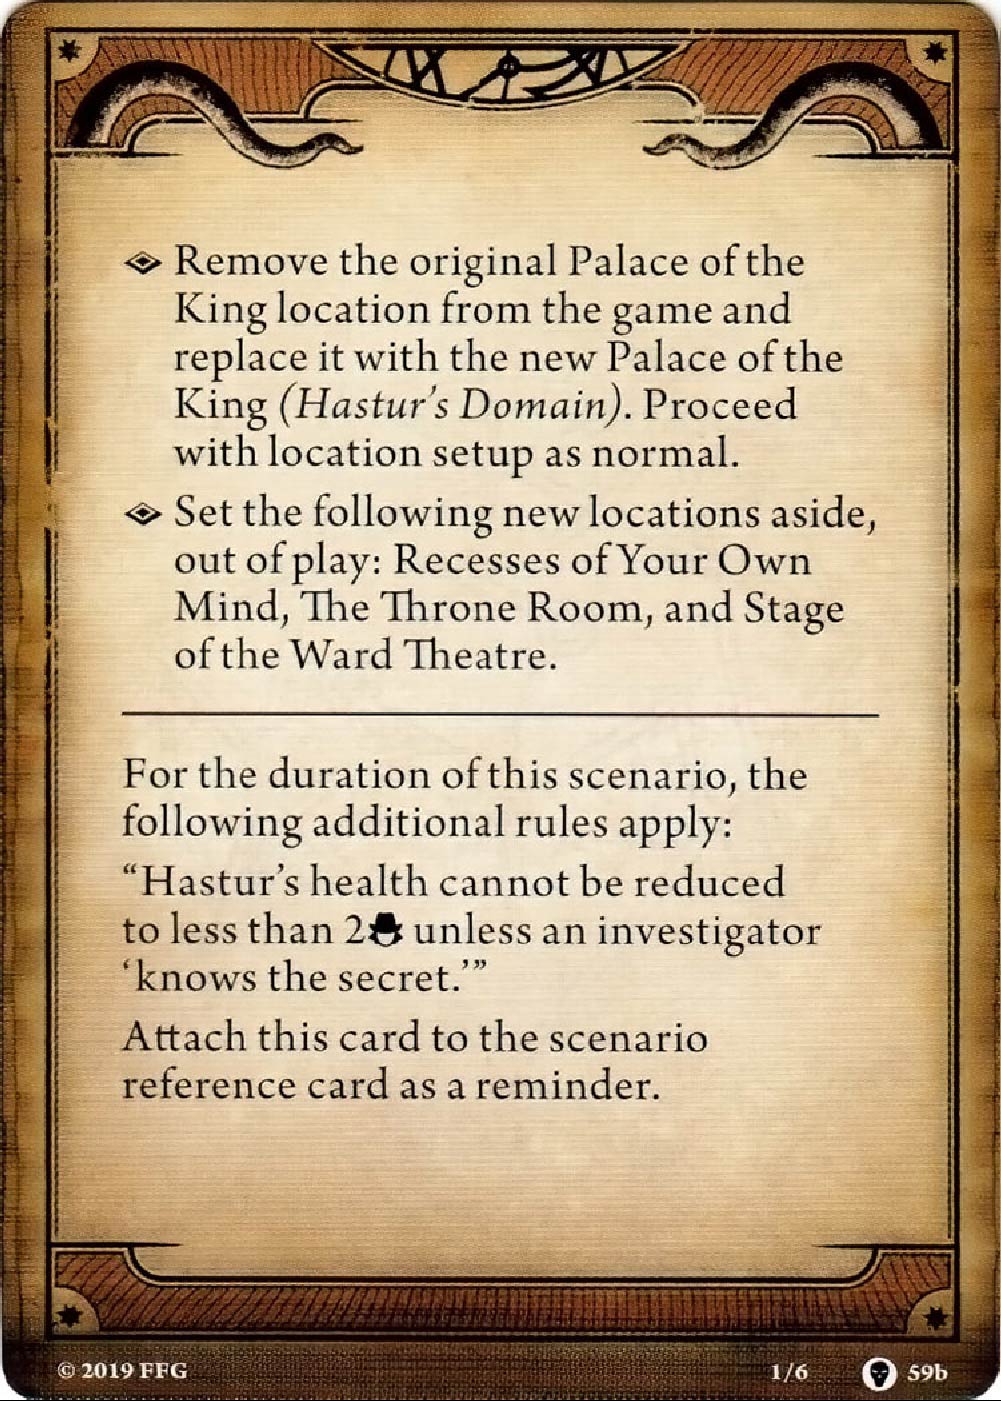 Remove the original Palace of the
King location from the game and
replace it with the new Palace of the
King (Hastur's Domain). Proceed
with location setup as normal.
Set the following new locations aside,
out of play: Recesses of Your Own
Mind, The Throne Room, and Stage
of the Ward Theatre.
For the duration of this scenario, the
following additional rules apply:
“Hastur's health cannot be reduced
to less than 2 unless an investigator
‘knows the secret.’”
Attach this card to the scenario
reference card as a reminder.
© 2019 FFG 1/6 59b